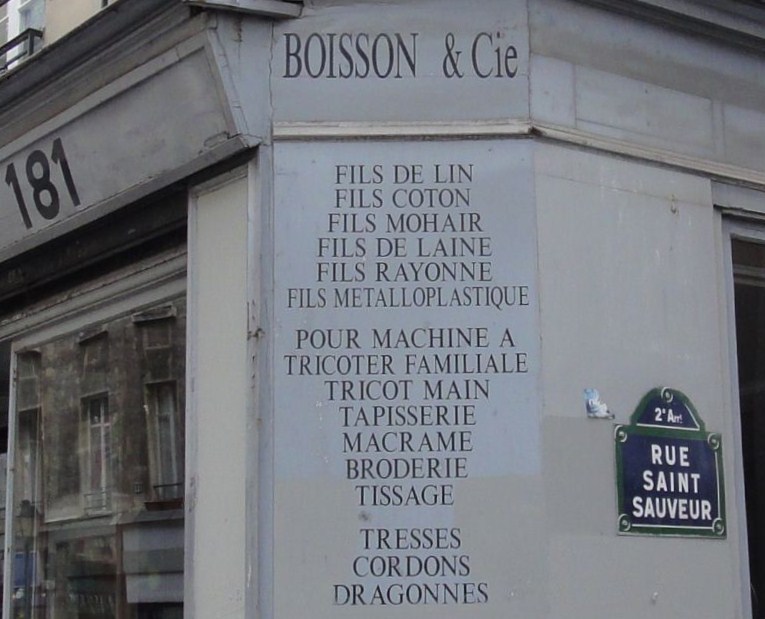 BOISSON & Cie
181
FILS DE LIN
FILS COTON
FILS MOHAIR
FILS DE LAINE
FILS RAYONNE
FILS METALLOPLASTIQUE
POUR MACHINE A
TRICOTER FAMILIALE
TRICOT MAIN
TAPISSERIE
MACRAME
BRODERIE
TISSAGE
TRESSES
CORDONS
DRAGONNES
2e Arrt
RUE
SAINT
SAUVEUR